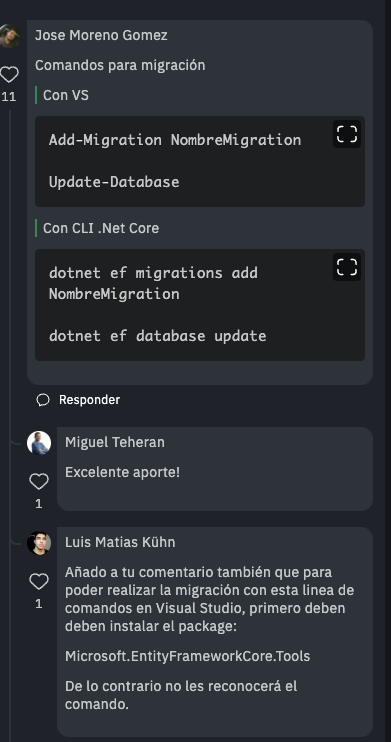 Jose Moreno Gomez
Comandos para migración
11
Con VS
Add-Migration NombreMigration
Update-Database
Con CLI .Net Core
dotnet ef migrations add
NombreMigration
dotnet ef database update
Responder
Miguel Teheran
Excelente aporte!
1
Luis Matias Kühn
Añado a tu comentario también que para
poder realizar la migración con esta linea de
comandos en Visual Studio, primero deben
deben instalar el package:
1
Microsoft.EntityFrameworkCore.Tools
De lo contrario no les reconocerá el
comando.